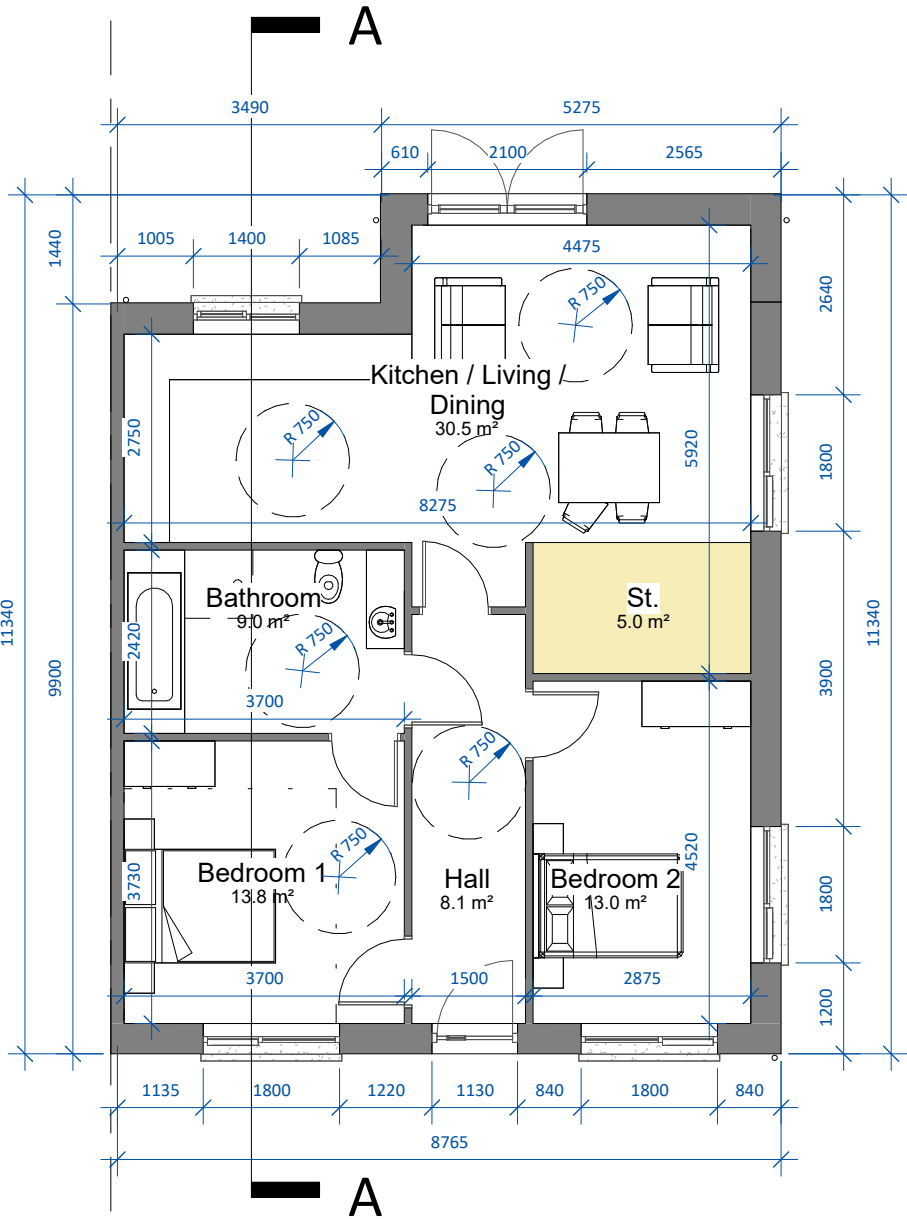 A
3490
5275
610
2100
2565
1005
1400
1085
4475
1440
2640
R 750
Kitchen / Living /
Dining
30.5 m²
R 750
R 750
2750
5920
1800
8275
Bathroom
9.0 m²
St.
5.0 m²
R 750
11340
11340
2420
9900
3900
3700
R 750
R 750
3730
4520
Bedroom 1
13.8 m²
Hall
8.1 m²
Bedroom 2
13.0 m²
1800
3700
1500
2875
1200
1135
1800
1220
1130
840
1800
840
8765
A